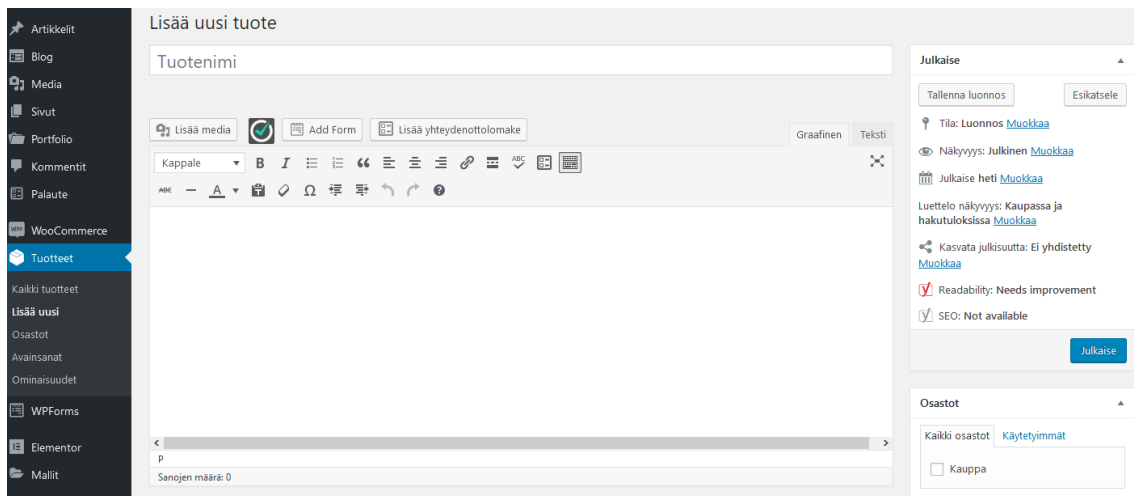 Artikkelit
Blog
Media
Sivut
Portfolio
Kommentit
Palaute
WooCommerce
Tuotteet
Kaikki tuotteet
Lisää uusi
Osastot
Avainsanat
Ominaisuudet
WPForms
Elementor
Mallit
Lisää uusi tuote
Tuotenimi
Lisää media
Add Form
Lisää yhteydenottolomake
Graafinen
Teksti
Kappale
B I ABC
ABC A Ω
p
Sanojen määrä: 0
Julkaise
Tallenna luonnos
Esikatsele
Tila: Luonnos Muokkaa
Näkyvyys: Julkinen Muokkaa
Julkaise heti Muokkaa
Luettelo näkyvyys: Kaupassa ja
hakutuloksissa Muokkaa
Kasvata julkisuutta: Ei yhdistetty
Muokkaa
Readability: Needs improvement
SEO: Not available
Julkaise
Osastot
Kaikki osastot
Käytetyimmät
Kauppa